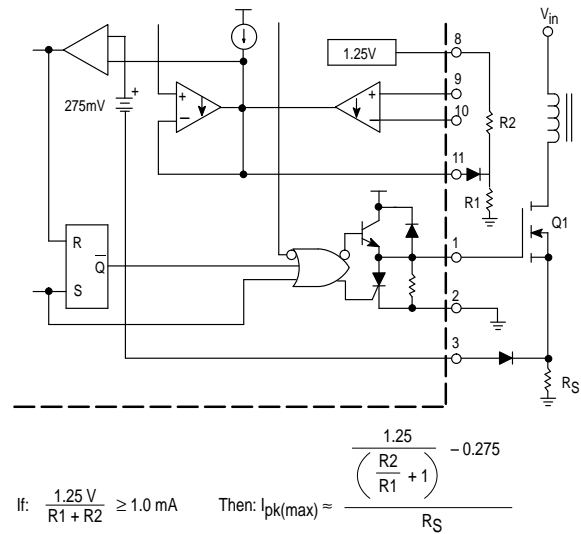 V_in
8
1.25V
9
275mV
+
+
+
10
−
−
R2
11
R1
1
Q1
R
Q̅
S
2
3
R_S
If: 1.25 V / (R1 + R2) ≥ 1.0 mA Then: I_pk(max) ≈ (1.25 / (R2/R1 + 1) − 0.275) / R_S